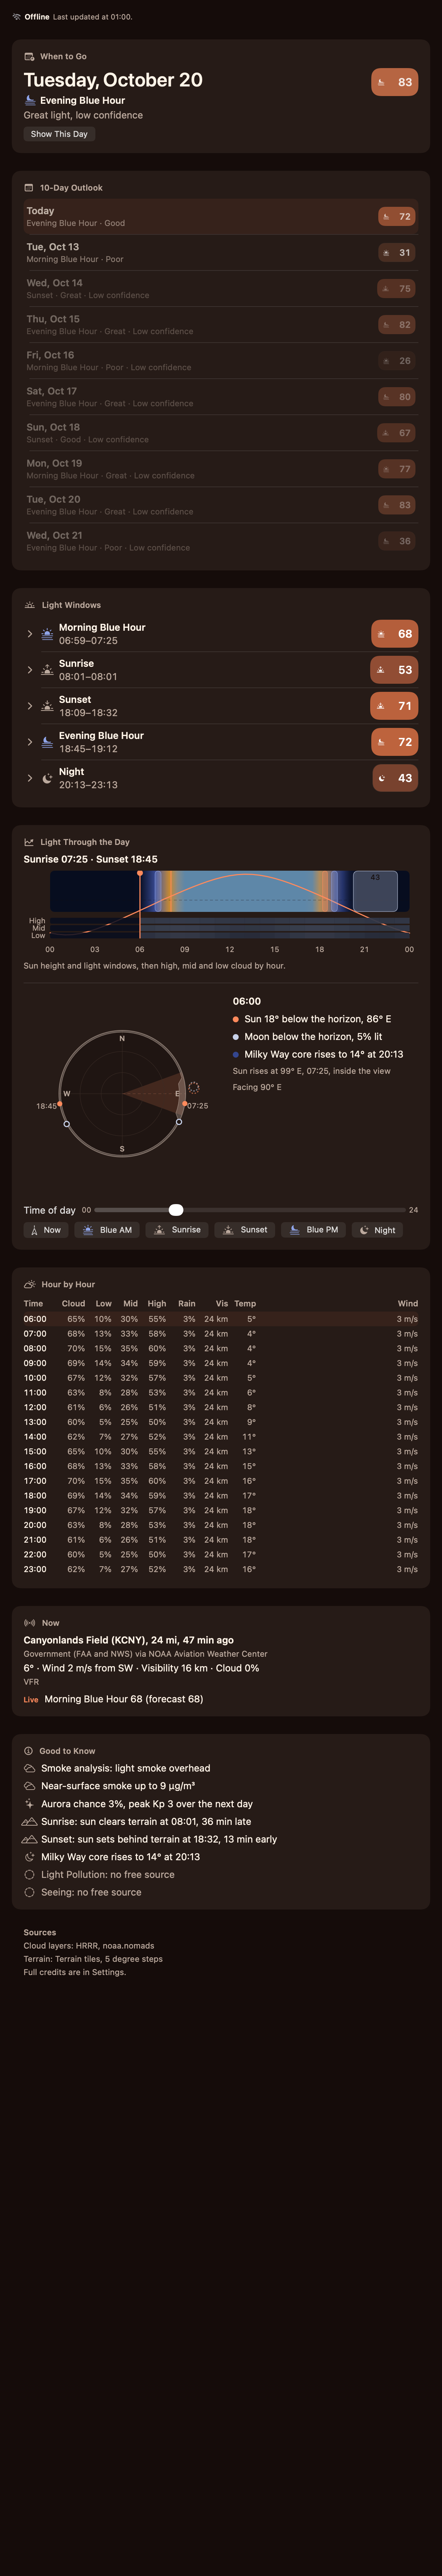 Offline Last updated at 01:00.
When to Go
Tuesday, October 20
83
Evening Blue Hour
Great light, low confidence
Show This Day
10-Day Outlook
Today
Evening Blue Hour · Good
72
Tue, Oct 13
Morning Blue Hour · Poor
31
Wed, Oct 14
Sunset · Great · Low confidence
75
Thu, Oct 15
Evening Blue Hour · Great · Low confidence
82
Fri, Oct 16
Morning Blue Hour · Poor · Low confidence
26
Sat, Oct 17
Evening Blue Hour · Great · Low confidence
80
Sun, Oct 18
Sunset · Good · Low confidence
67
Mon, Oct 19
Morning Blue Hour · Great · Low confidence
77
Tue, Oct 20
Evening Blue Hour · Great · Low confidence
83
Wed, Oct 21
Evening Blue Hour · Poor · Low confidence
36
Light Windows
Morning Blue Hour
06:59–07:25
68
Sunrise
08:01–08:01
53
Sunset
18:09–18:32
71
Evening Blue Hour
18:45–19:12
72
Night
20:13–23:13
43
Light Through the Day
Sunrise 07:25 · Sunset 18:45
43
High
Mid
Low
00 03 06 09 12 15 18 21 00
Sun height and light windows, then high, mid and low cloud by hour.
N
W
E
S
18:45
07:25
06:00
Sun 18° below the horizon, 86° E
Moon below the horizon, 5% lit
Milky Way core rises to 14° at 20:13
Sun rises at 99° E, 07:25, inside the view
Facing 90° E
Time of day 00 24
Now Blue AM Sunrise Sunset Blue PM Night
Hour by Hour
Time Cloud Low Mid High Rain Vis Temp Wind
06:00 65% 10% 30% 55% 3% 24 km 5° 3 m/s
07:00 68% 13% 33% 58% 3% 24 km 4° 3 m/s
08:00 70% 15% 35% 60% 3% 24 km 4° 3 m/s
09:00 69% 14% 34% 59% 3% 24 km 4° 3 m/s
10:00 67% 12% 32% 57% 3% 24 km 5° 3 m/s
11:00 63% 8% 28% 53% 3% 24 km 6° 3 m/s
12:00 61% 6% 26% 51% 3% 24 km 8° 3 m/s
13:00 60% 5% 25% 50% 3% 24 km 9° 3 m/s
14:00 62% 7% 27% 52% 3% 24 km 11° 3 m/s
15:00 65% 10% 30% 55% 3% 24 km 13° 3 m/s
16:00 68% 13% 33% 58% 3% 24 km 15° 3 m/s
17:00 70% 15% 35% 60% 3% 24 km 16° 3 m/s
18:00 69% 14% 34% 59% 3% 24 km 17° 3 m/s
19:00 67% 12% 32% 57% 3% 24 km 18° 3 m/s
20:00 63% 8% 28% 53% 3% 24 km 18° 3 m/s
21:00 61% 6% 26% 51% 3% 24 km 18° 3 m/s
22:00 60% 5% 25% 50% 3% 24 km 17° 3 m/s
23:00 62% 7% 27% 52% 3% 24 km 16° 3 m/s
Now
Canyonlands Field (KCNY), 24 mi, 47 min ago
Government (FAA and NWS) via NOAA Aviation Weather Center
6° · Wind 2 m/s from SW · Visibility 16 km · Cloud 0%
VFR
Live Morning Blue Hour 68 (forecast 68)
Good to Know
Smoke analysis: light smoke overhead
Near-surface smoke up to 9 µg/m³
Aurora chance 3%, peak Kp 3 over the next day
Sunrise: sun clears terrain at 08:01, 36 min late
Sunset: sun sets behind terrain at 18:32, 13 min early
Milky Way core rises to 14° at 20:13
Light Pollution: no free source
Seeing: no free source
Sources
Cloud layers: HRRR, noaa.nomads
Terrain: Terrain tiles, 5 degree steps
Full credits are in Settings.